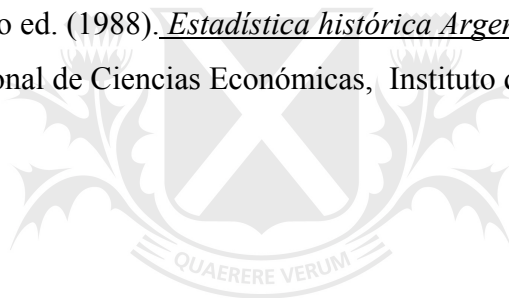 o ed. (1988). Estadística histórica Argen
onal de Ciencias Económicas, Instituto
QUAERERE VERUM